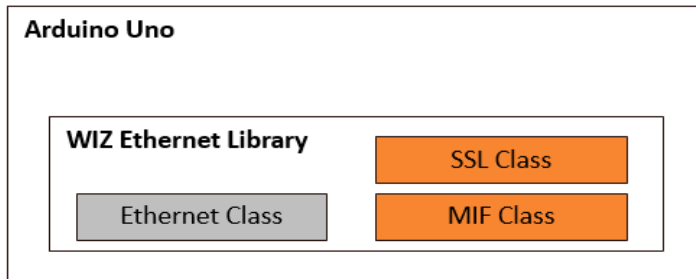 Arduino Uno
WIZ Ethernet Library
SSL Class
Ethernet Class
MIF Class